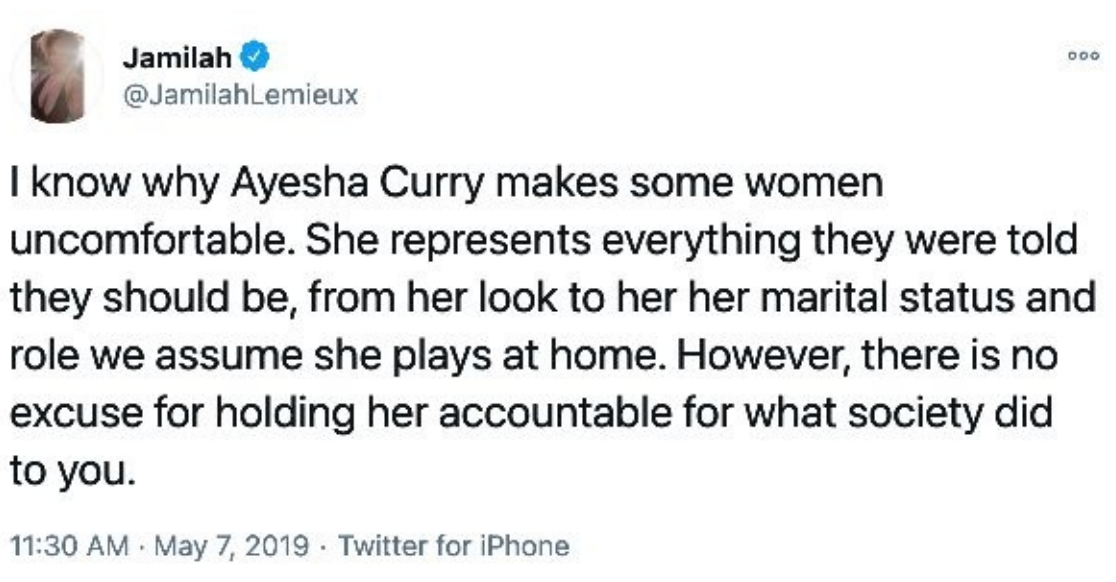 Jamilah
@JamilahLemieux
I know why Ayesha Curry makes some women
uncomfortable. She represents everything they were told
they should be, from her look to her her marital status and
role we assume she plays at home. However, there is no
excuse for holding her accountable for what society did
to you.
11:30 AM · May 7, 2019 · Twitter for iPhone